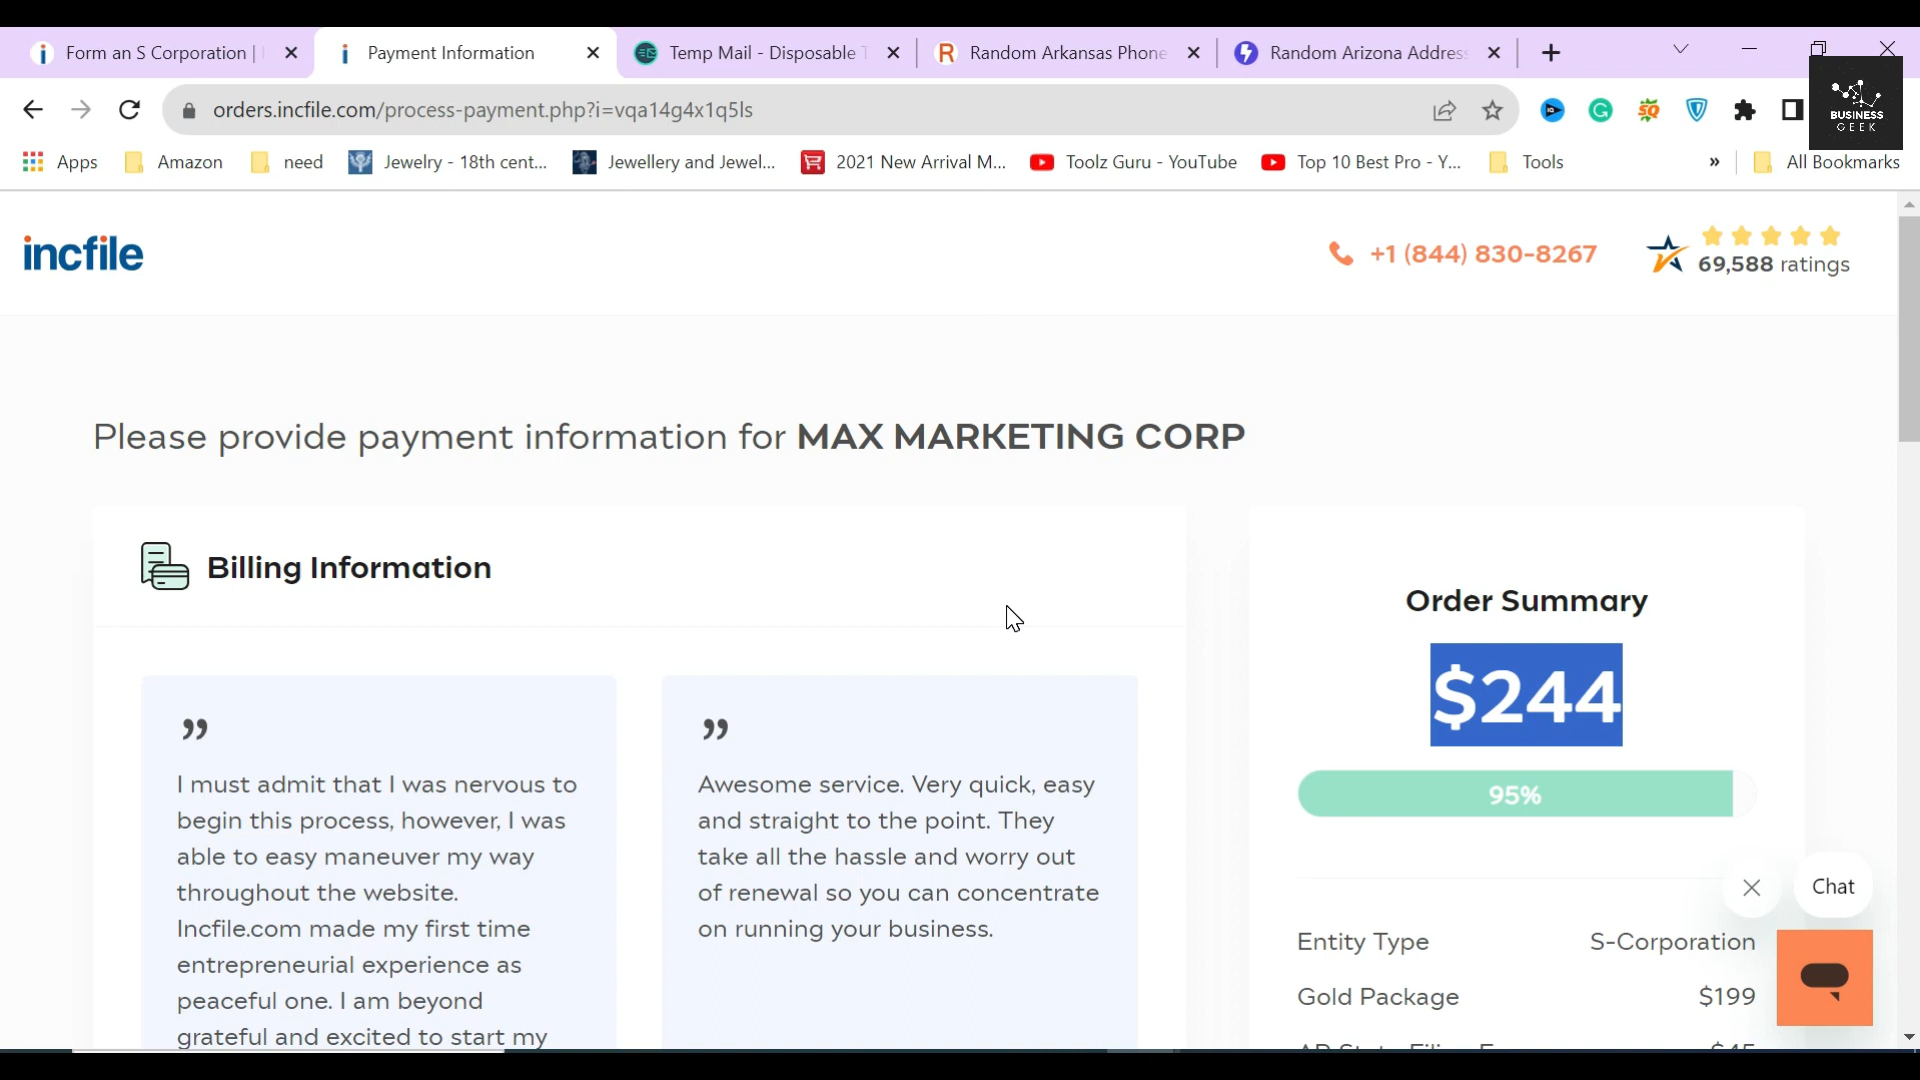 Form an S Corporation |
Payment Information
Temp Mail - Disposable T
Random Arkansas Phone
Random Arizona Address
orders.incfile.com/process-payment.php?i=vqa14g4x1q5ls
BUSINESS
GEEK
Apps
Amazon
need
Jewelry - 18th cent...
Jewellery and Jewel...
2021 New Arrival M...
Toolz Guru - YouTube
Top 10 Best Pro - Y...
Tools
»
All Bookmarks
incfile
+1 (844) 830-8267
69,588 ratings
Please provide payment information for MAX MARKETING CORP
Billing Information
”
I must admit that I was nervous to
begin this process, however, I was
able to easy maneuver my way
throughout the website.
Incfile.com made my first time
entrepreneurial experience as
peaceful one. I am beyond
grateful and excited to start my
”
Awesome service. Very quick, easy
and straight to the point. They
take all the hassle and worry out
of renewal so you can concentrate
on running your business.
Order Summary
$244
95%
Chat
Entity Type S-Corporation
Gold Package $199
AR State Filing F $45